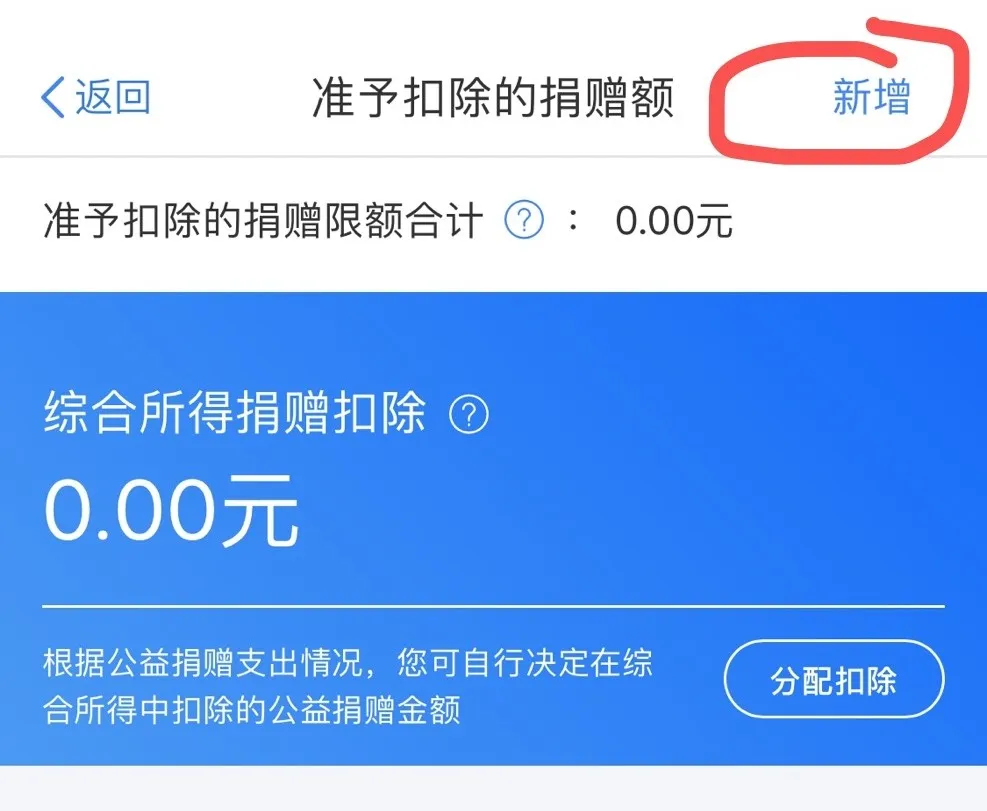 返回 准予扣除的捐赠额 新增
准予扣除的捐赠限额合计 ? ： 0.00元
综合所得捐赠扣除 ?
0.00元
根据公益捐赠支出情况，您可自行决定在综
合所得中扣除的公益捐赠金额
分配扣除